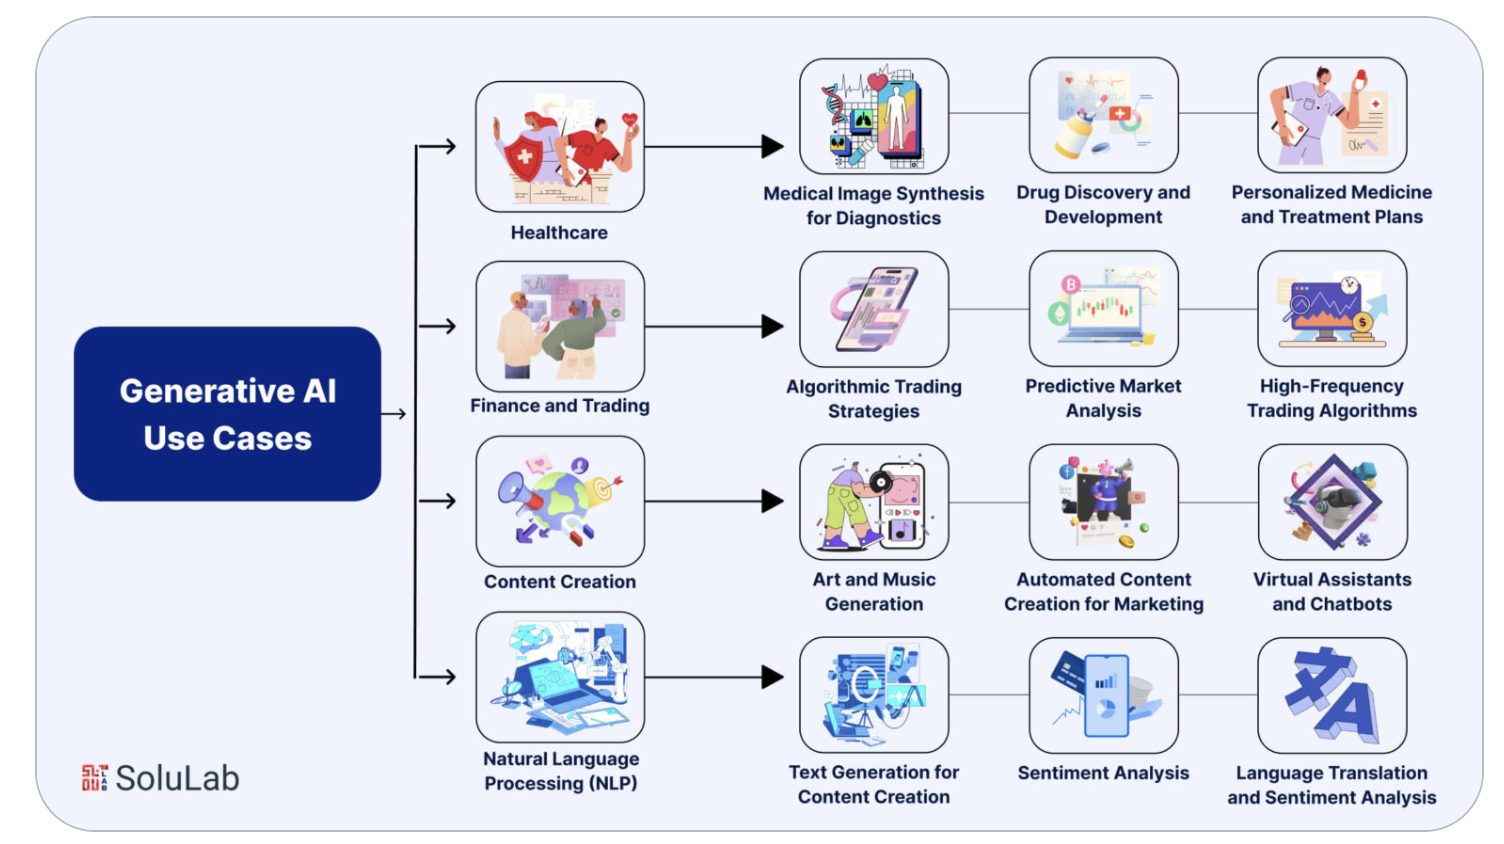 Generative AI
Use Cases
Healthcare
Medical Image Synthesis
for Diagnostics
Drug Discovery and
Development
Personalized Medicine
and Treatment Plans
Finance and Trading
Algorithmic Trading
Strategies
Predictive Market
Analysis
High-Frequency
Trading Algorithms
Content Creation
Art and Music
Generation
Automated Content
Creation for Marketing
Virtual Assistants
and Chatbots
Natural Language
Processing (NLP)
Text Generation for
Content Creation
Sentiment Analysis
Language Translation
and Sentiment Analysis
SoluLab